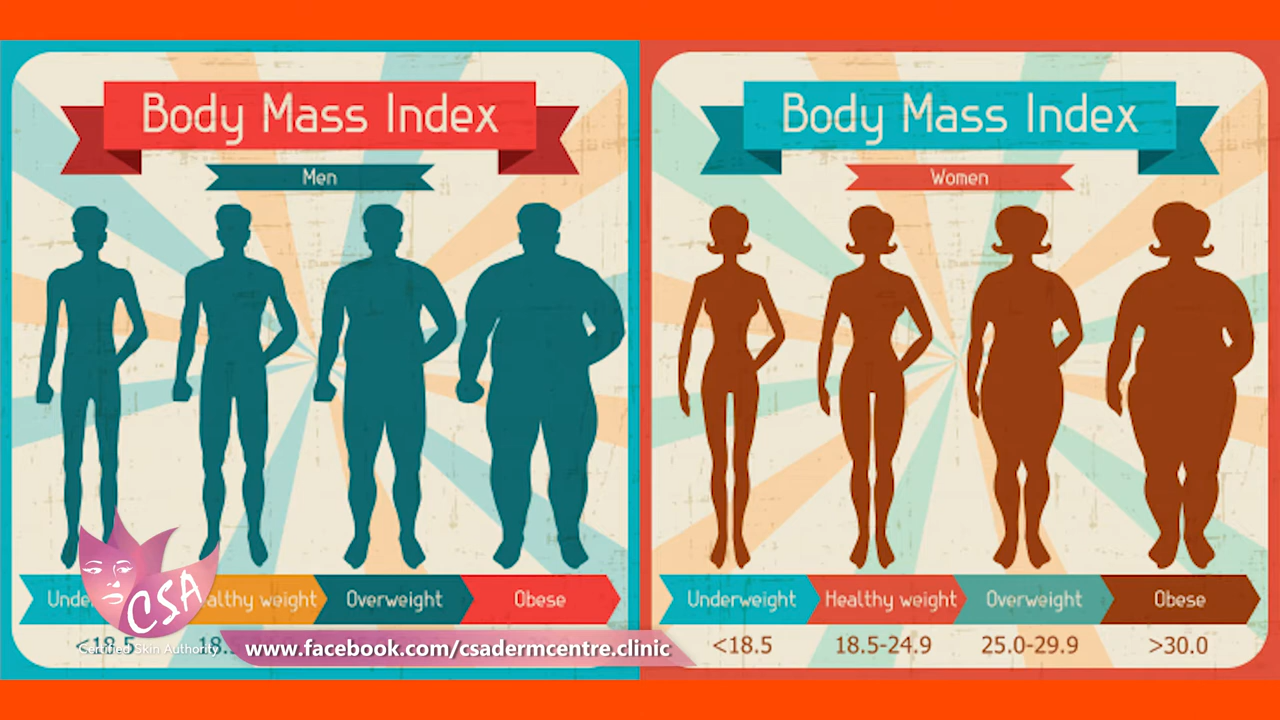 Body Mass Index
Men
Healthy weight
Overweight
Obese
<18.5
CSA
Certified Skin Authority
www.facebook.com/csadermcentre.clinic
Body Mass Index
Women
Underweight
Healthy weight
Overweight
Obese
<18.5
18.5-24.9
25.0-29.9
>30.0